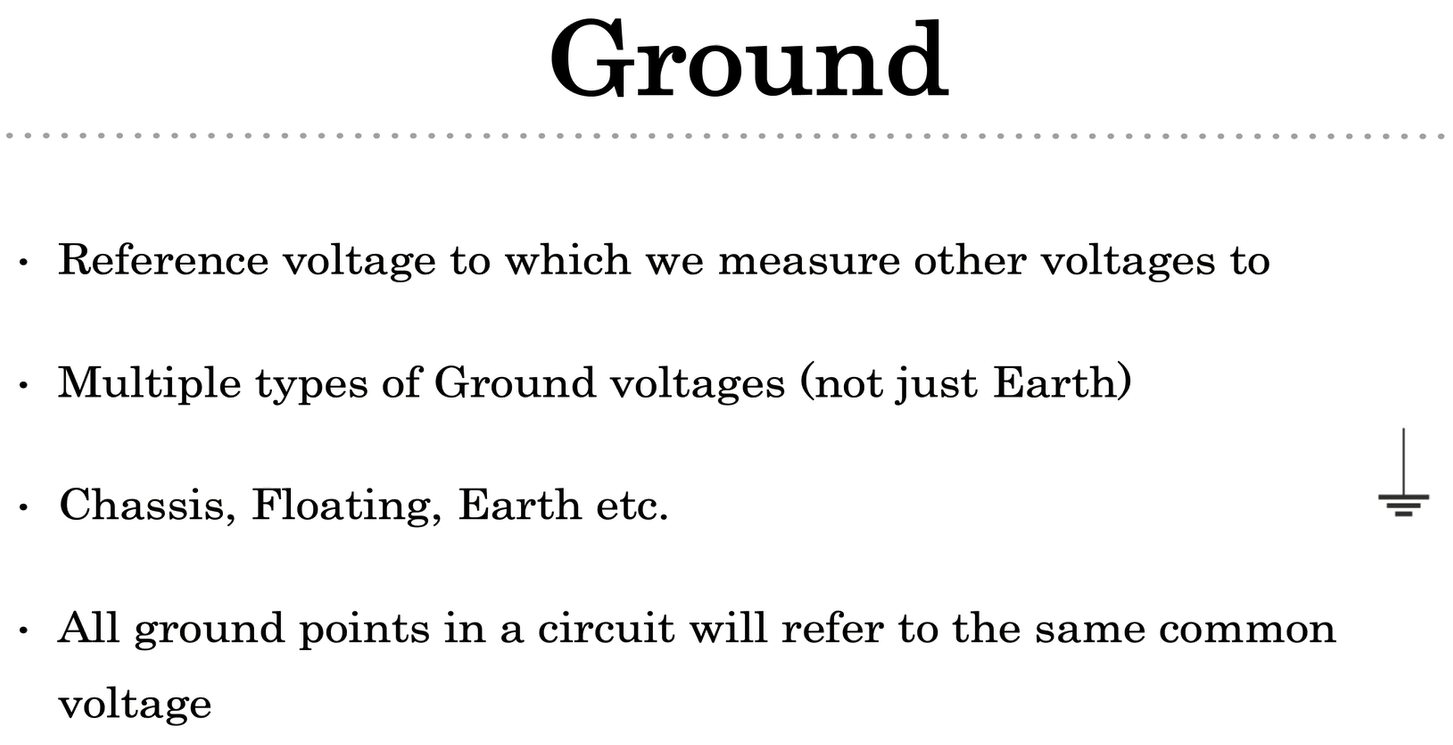 Ground
· Reference voltage to which we measure other voltages to
· Multiple types of Ground voltages (not just Earth)
· Chassis, Floating, Earth etc.
· All ground points in a circuit will refer to the same common
voltage